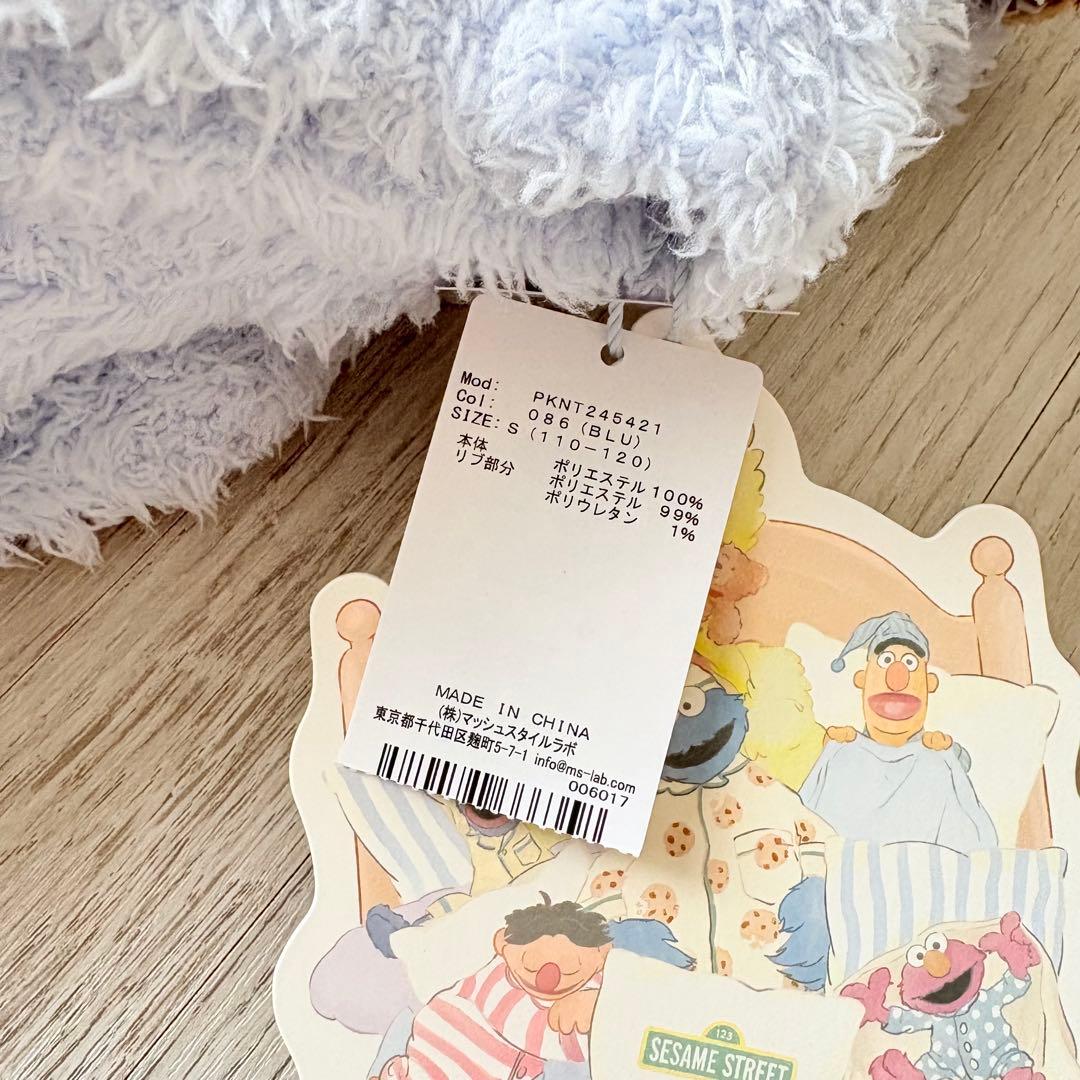 Mod: PKNT245421
Col: 086(BLU)
SIZE: S(110-120)
本体 ポリエステル 100%
リブ部分 ポリエステル 99%
ポリウレタン 1%
MADE IN CHINA
(株)マッシュスタイルラボ
東京都千代田区麹町5-7-1 info@ms-lab.com
006017
123
SESAME STREET